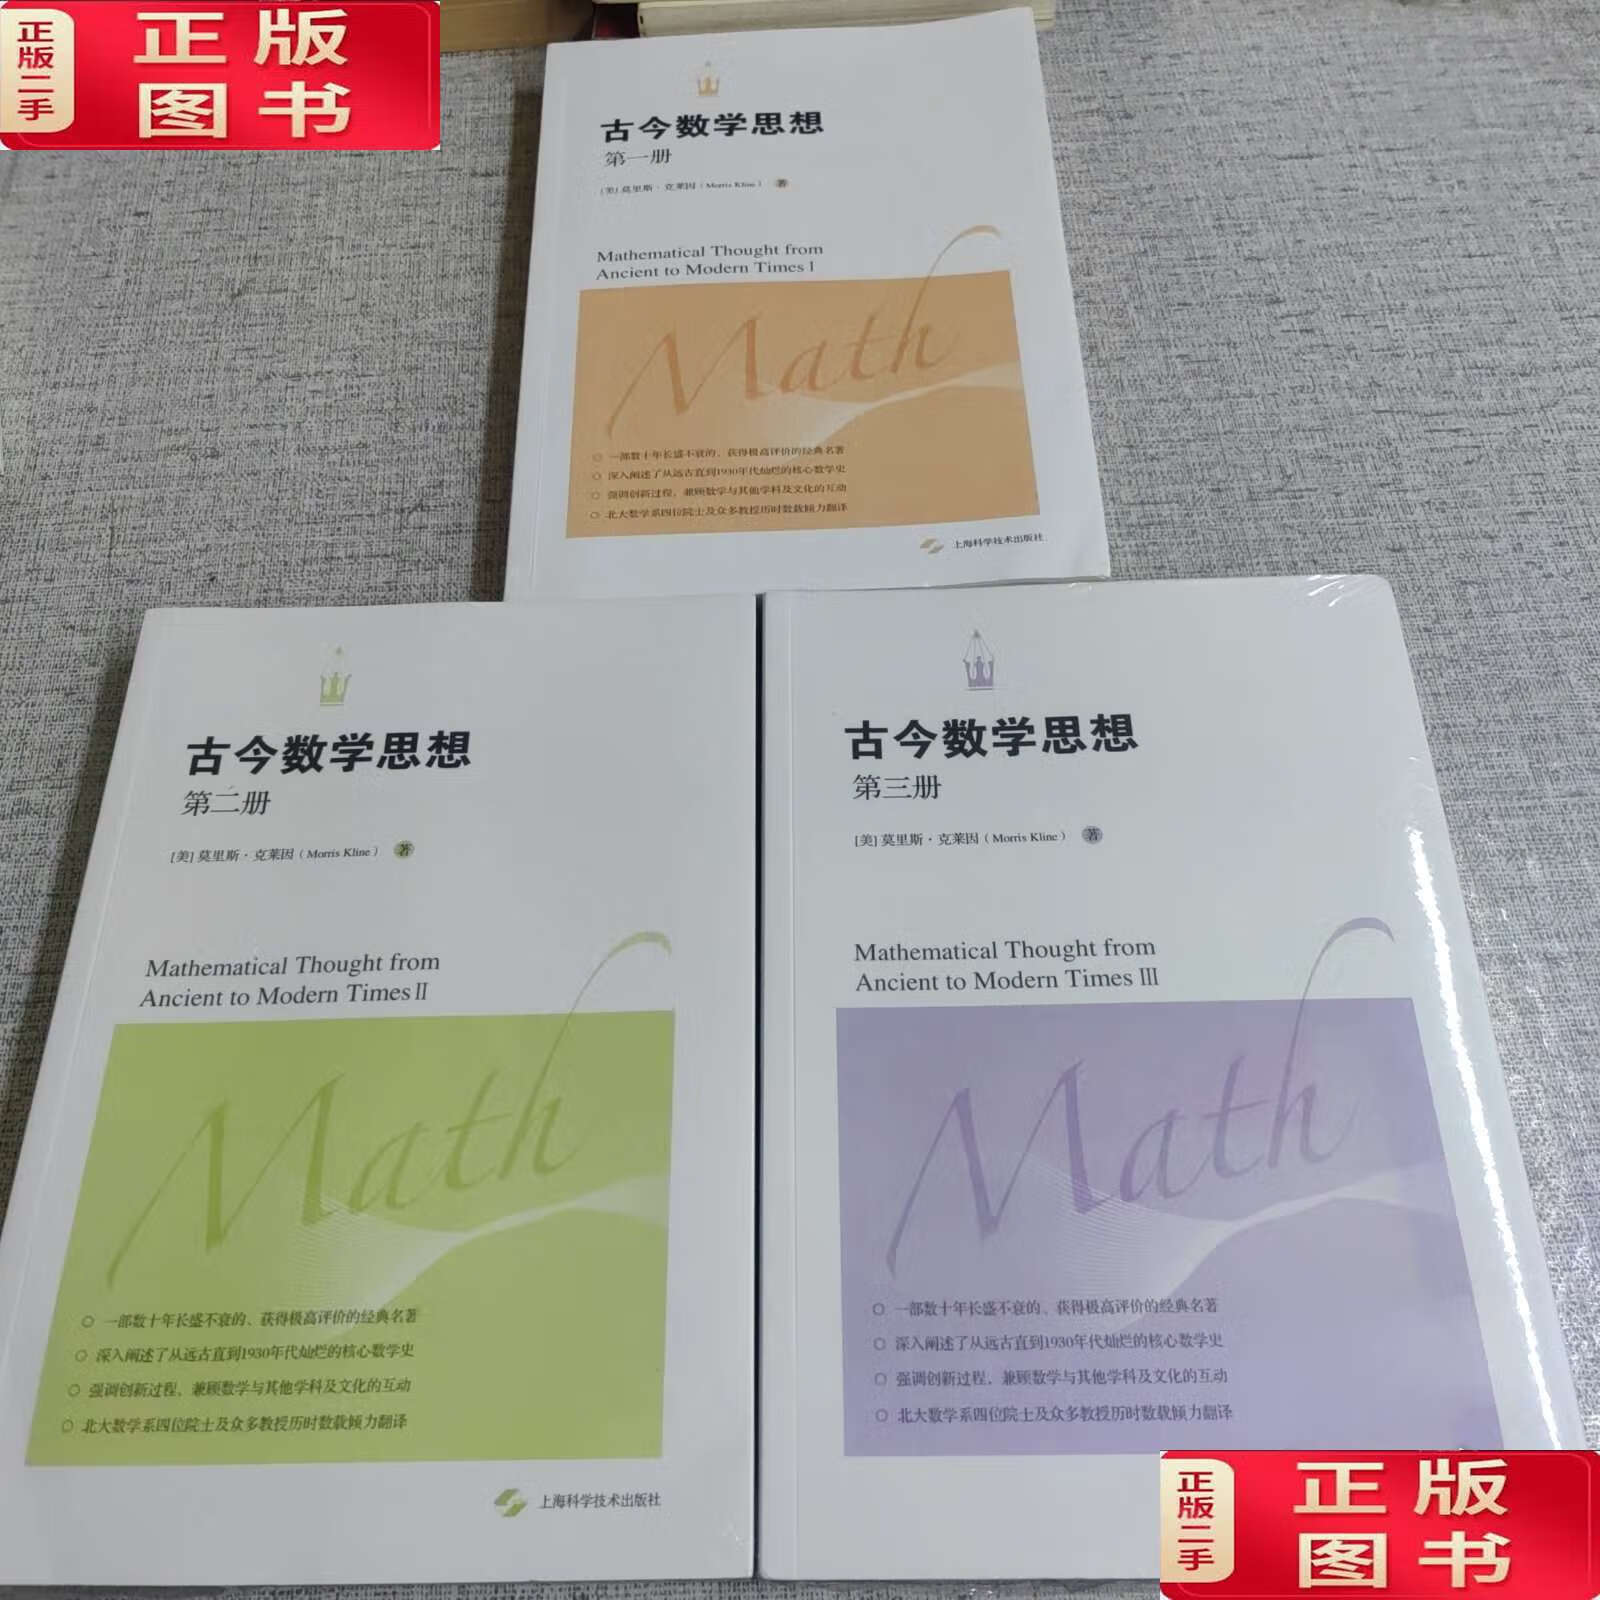 正版二手
正版
图书
古今数学思想
第一册
[美] 莫里斯·克莱因（Morris Kline） 著
Mathematical Thought from
Ancient to Modern Times Ⅰ
Math
一部数十年长盛不衰的、获得极高评价的经典名著
深入阐述了从远古直到1930年代灿烂的核心数学史
强调创新过程，兼顾数学与其他学科及文化的互动
北大数学系四位院士及众多教授历时数载倾力翻译
上海科学技术出版社
古今数学思想
第二册
[美] 莫里斯·克莱因（Morris Kline） 著
Mathematical Thought from
Ancient to Modern Times Ⅱ
Math
一部数十年长盛不衰的、获得极高评价的经典名著
深入阐述了从远古直到1930年代灿烂的核心数学史
强调创新过程，兼顾数学与其他学科及文化的互动
北大数学系四位院士及众多教授历时数载倾力翻译
上海科学技术出版社
古今数学思想
第三册
[美] 莫里斯·克莱因（Morris Kline） 著
Mathematical Thought from
Ancient to Modern Times Ⅲ
Math
一部数十年长盛不衰的、获得极高评价的经典名著
深入阐述了从远古直到1930年代灿烂的核心数学史
强调创新过程，兼顾数学与其他学科及文化的互动
北大数学系四位院士及众多教授历时数载倾力翻译
正版二手
正版
图书